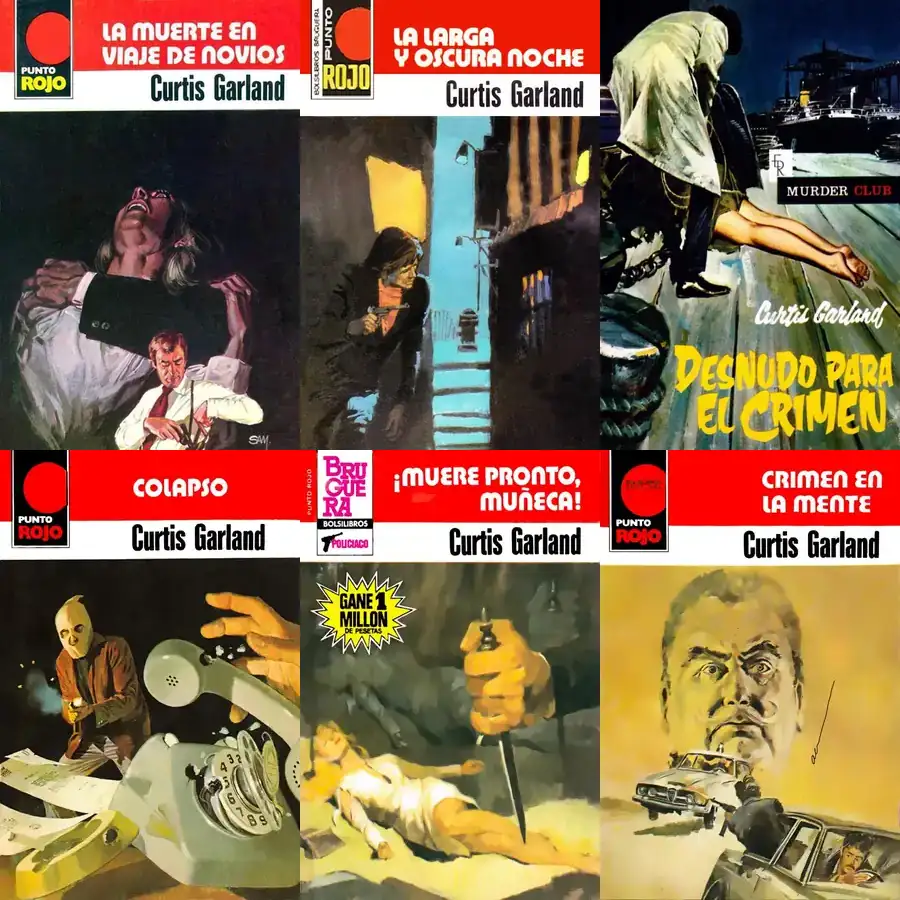 PUNTO
ROJO
LA MUERTE EN
VIAJE DE NOVIOS
Curtis Garland
SAM.
BOLSILIBROS BRUGUERA
PUNTO
ROJO
LA LARGA
Y OSCURA NOCHE
Curtis Garland
ER
MURDER CLUB
Curtis Garland
DESNUDO PARA
EL CRIMEN
PUNTO
ROJO
COLAPSO
Curtis Garland
PUNTO ROJO
BRU
GUE
RA
BOLSILIBROS
POLICIACO
¡MUERE PRONTO,
MUÑECA!
Curtis Garland
GANE 1
MILLON
DE PESETAS
PUNTO
ROJO
CRIMEN EN
LA MENTE
Curtis Garland